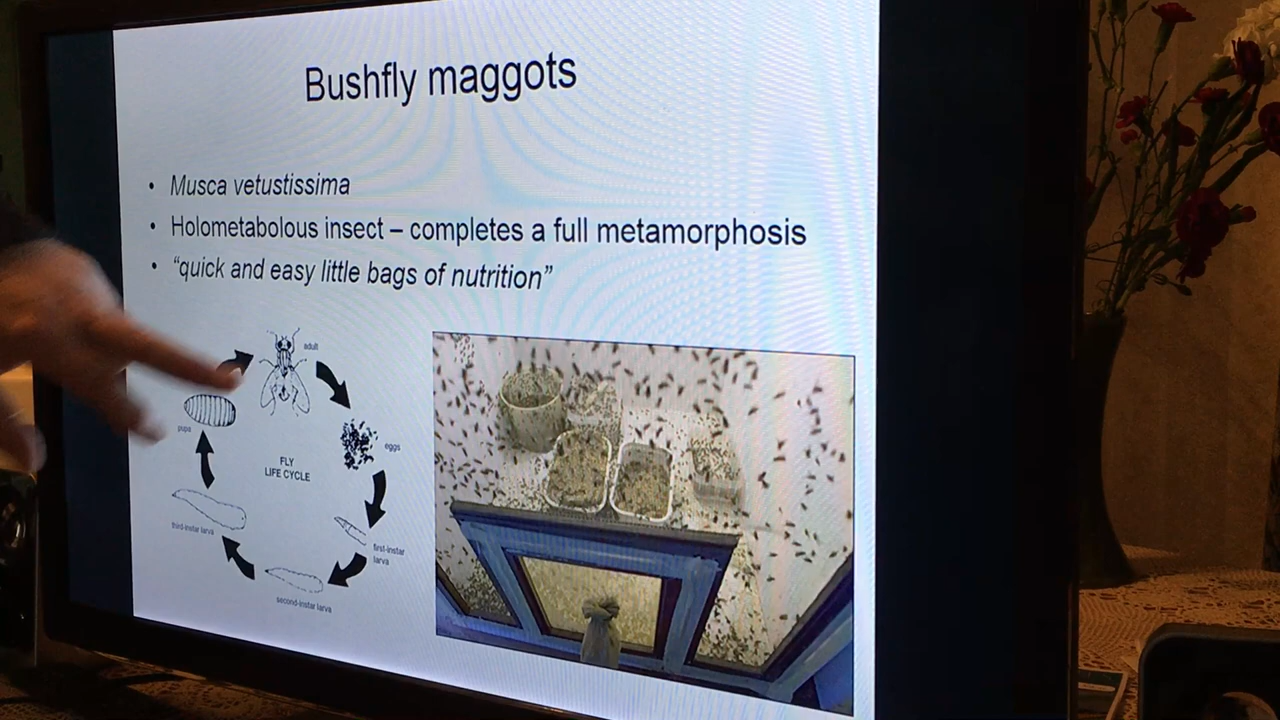 Bushfly maggots
• Musca vetustissima
• Holometabolous insect – completes a full metamorphosis
• “quick and easy little bags of nutrition”
adult
eggs
pupa
FLY
LIFE CYCLE
third-instar larva
first-instar
larva
second-instar larva